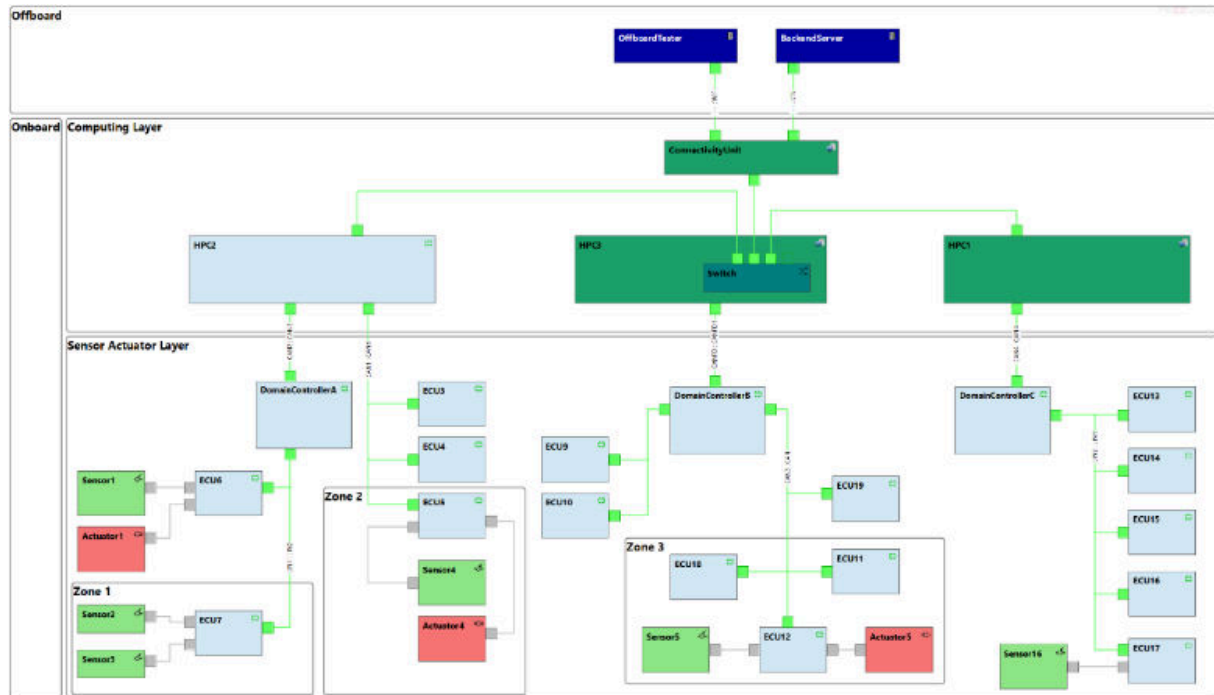 Offboard
OffboardTester
BackendServer
Onboard
Computing Layer
ConnectivityUnit
HPC2
HPC3
HPC1
Switch
Sensor Actuator Layer
DomainControllerA
ECU3
DomainControllerB
DomainControllerC
ECU13
ECU4
ECU9
ECU14
Sensor1
ECU6
Zone 2
ECU5
ECU10
ECU19
ECU15
Actuator1
Zone 3
ECU18
ECU11
Sensor4
ECU16
Zone 1
Sensor2
ECU7
Actuator4
Sensor5
ECU12
Actuator5
ECU17
Sensor3
Sensor16